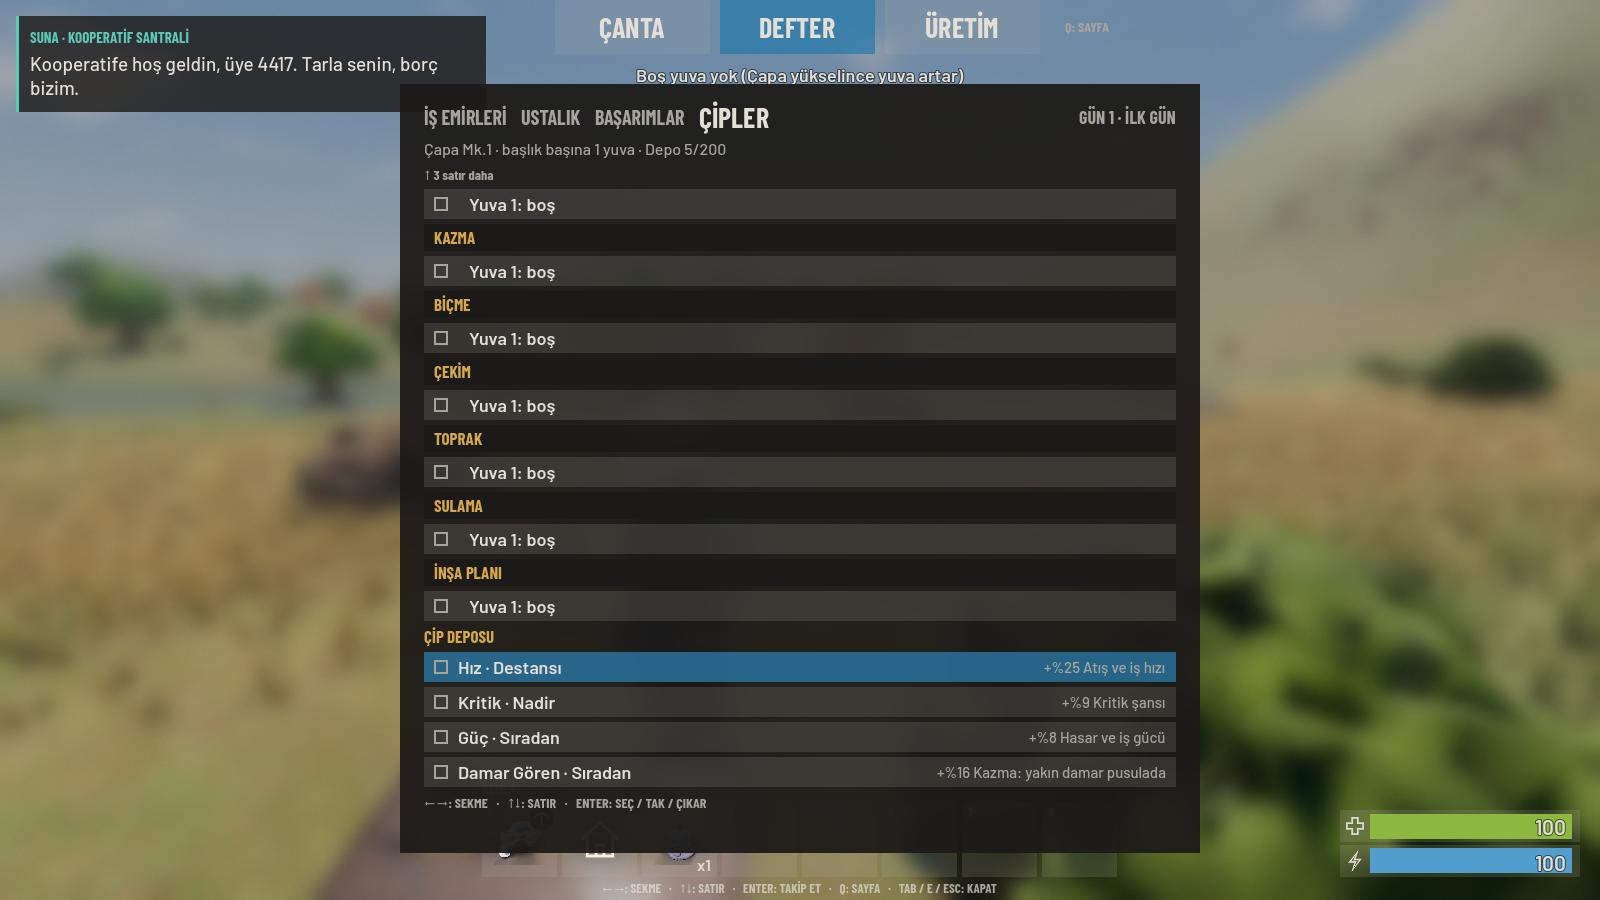 SUNA · KOOPERATİF SANTRALİ
Kooperatife hoş geldin, üye 4417. Tarla senin, borç
bizim.
ÇANTA
DEFTER
ÜRETİM
Q: SAYFA
Boş yuva yok (Çapa yükselince yuva artar)
İŞ EMİRLERİ USTALIK BAŞARIMLAR ÇİPLER
GÜN 1 · İLK GÜN
Çapa Mk.1 · başlık başına 1 yuva · Depo 5/200
↑ 3 satır daha
Yuva 1: boş
KAZMA
Yuva 1: boş
BİÇME
Yuva 1: boş
ÇEKİM
Yuva 1: boş
TOPRAK
Yuva 1: boş
SULAMA
Yuva 1: boş
İNŞA PLANI
Yuva 1: boş
ÇİP DEPOSU
Hız · Destansı +%25 Atış ve iş hızı
Kritik · Nadir +%9 Kritik şansı
Güç · Sıradan +%8 Hasar ve iş gücü
Damar Gören · Sıradan +%16 Kazma: yakın damar pusulada
←→: SEKME · ↑↓: SATIR · ENTER: SEÇ / TAK / ÇIKAR
x1
←→: SEKME · ↑↓: SATIR · ENTER: TAKİP ET · Q: SAYFA · TAB / E / ESC: KAPAT
100
100